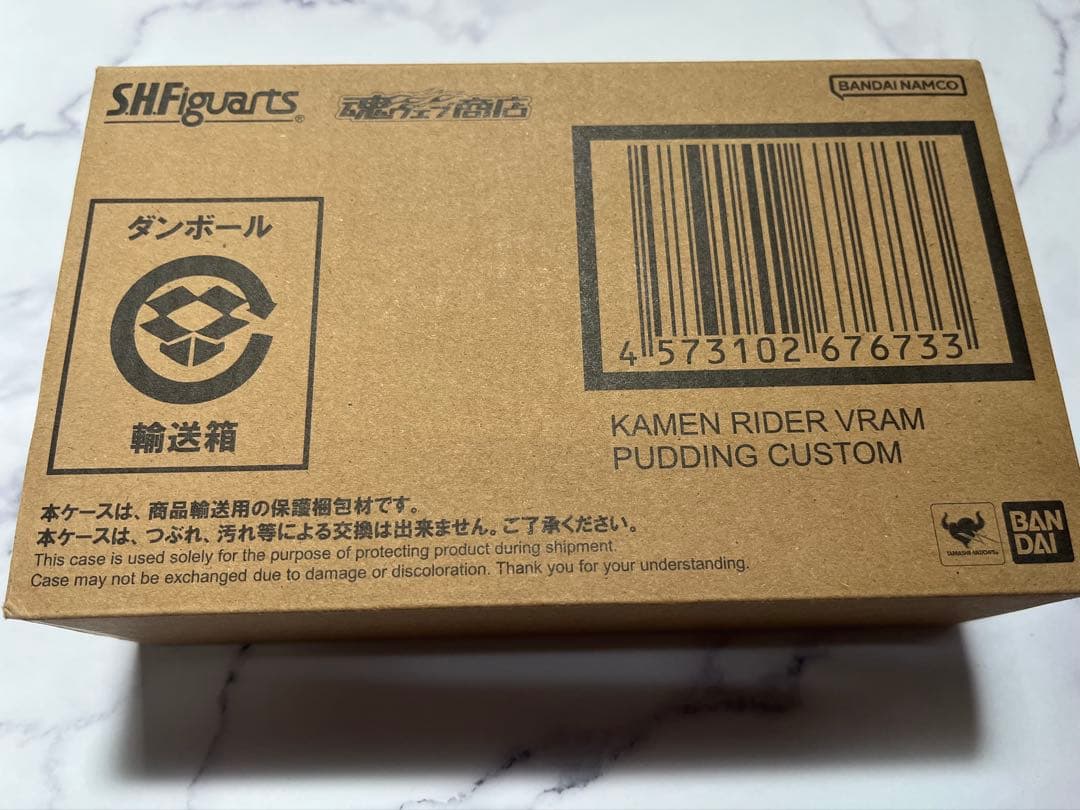 S.H.Figuarts®
魂ウェブ商店
BANDAI NAMCO
ダンボール
輸送箱
4 573102 676733
KAMEN RIDER VRAM
PUDDING CUSTOM
本ケースは、商品輸送用の保護梱包材です。
本ケースは、つぶれ、汚れ等による交換は出来ません。ご了承ください。
This case is used solely for the purpose of protecting product during shipment.
Case may not be exchanged due to damage or discoloration. Thank you for your understanding.
TAMASHII NATIONS
BAN
DAI